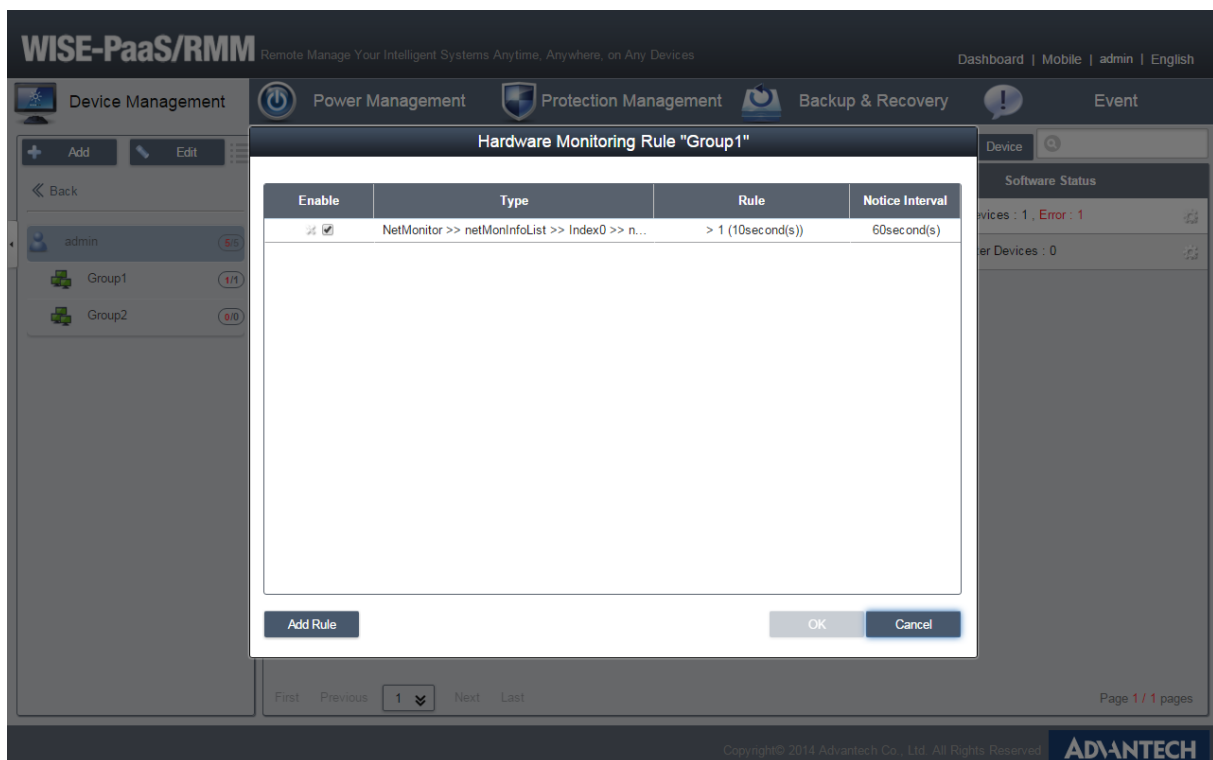 WISE-PaaS/RMM Remote Manage Your Intelligent Systems Anytime, Anywhere, on Any Devices
Dashboard | Mobile | admin | English
Device Management Power Management Protection Management Backup & Recovery Event
Hardware Monitoring Rule "Group1"
Add Edit Device
Back
Software Status
Enable Type Rule Notice Interval
evices : 1 , Error : 1
NetMonitor >> netMonInfoList >> Index0 >> n... > 1 (10second(s)) 60second(s)
admin 5/5
er Devices : 0
Group1 1/1
Group2 0/0
Add Rule OK Cancel
First Previous 1 Next Last Page 1 / 1 pages
Copyright© 2014 Advantech Co., Ltd. All Rights Reserved ADVANTECH